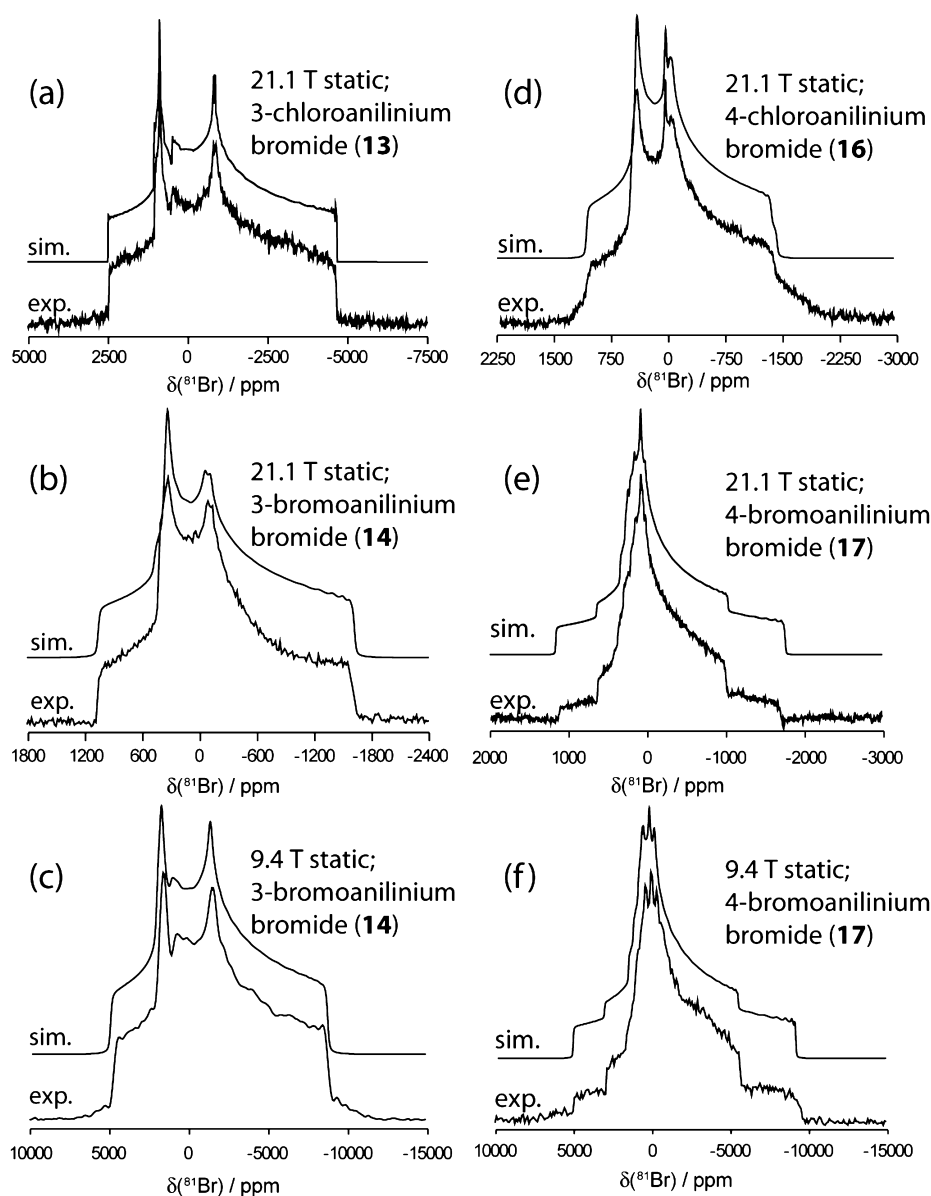 (a)
21.1 T static;
3-chloroanilinium
bromide (13)
sim.
exp.
5000 2500 0 -2500 -5000 -7500
δ(⁸¹Br) / ppm
(b)
21.1 T static;
3-bromoanilinium
bromide (14)
sim.
exp.
1800 1200 600 0 -600 -1200 -1800 -2400
δ(⁸¹Br) / ppm
(c)
9.4 T static;
3-bromoanilinium
bromide (14)
sim.
exp.
10000 5000 0 -5000 -10000 -15000
δ(⁸¹Br) / ppm
(d)
21.1 T static;
4-chloroanilinium
bromide (16)
sim.
exp.
2250 1500 750 0 -750 -1500 -2250 -3000
δ(⁸¹Br) / ppm
(e)
21.1 T static;
4-bromoanilinium
bromide (17)
sim.
exp.
2000 1000 0 -1000 -2000 -3000
δ(⁸¹Br) / ppm
(f)
9.4 T static;
4-bromoanilinium
bromide (17)
sim.
exp.
10000 5000 0 -5000 -10000 -15000
δ(⁸¹Br) / ppm